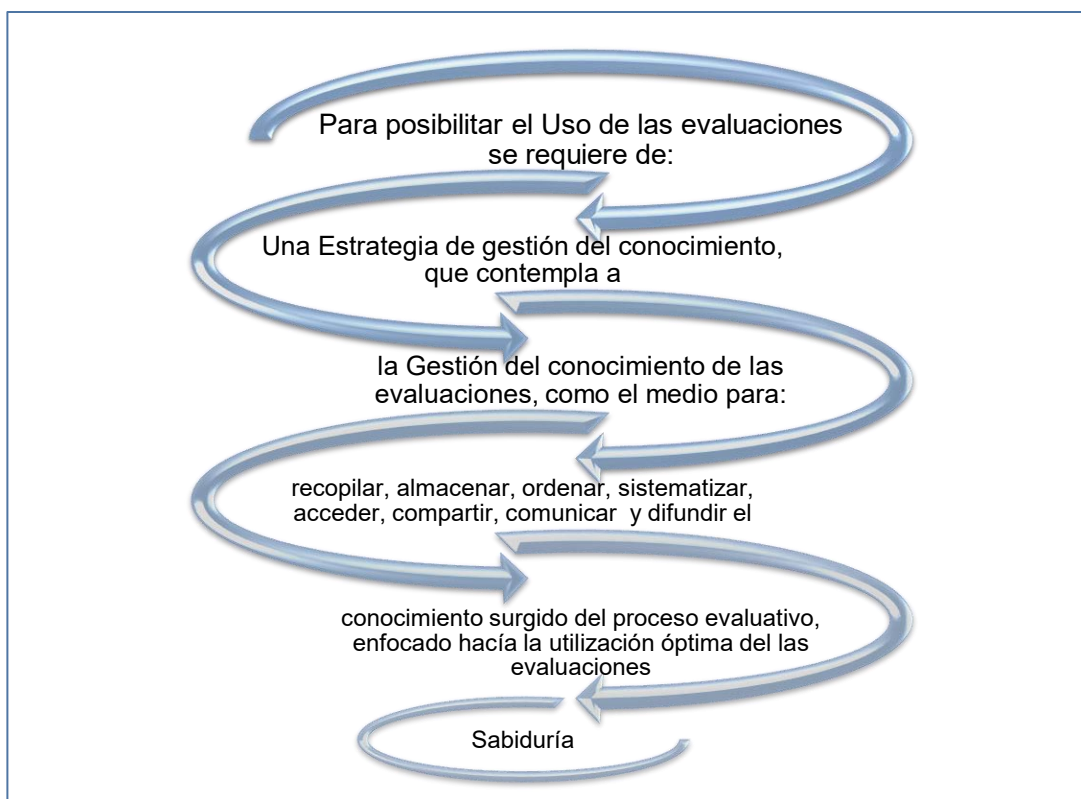 Para posibilitar el Uso de las evaluaciones
se requiere de:
Una Estrategia de gestión del conocimiento,
que contempla a
la Gestión del conocimiento de las
evaluaciones, como el medio para:
recopilar, almacenar, ordenar, sistematizar,
acceder, compartir, comunicar y difundir el
conocimiento surgido del proceso evaluativo,
enfocado hacía la utilización óptima del las
evaluaciones
Sabiduría